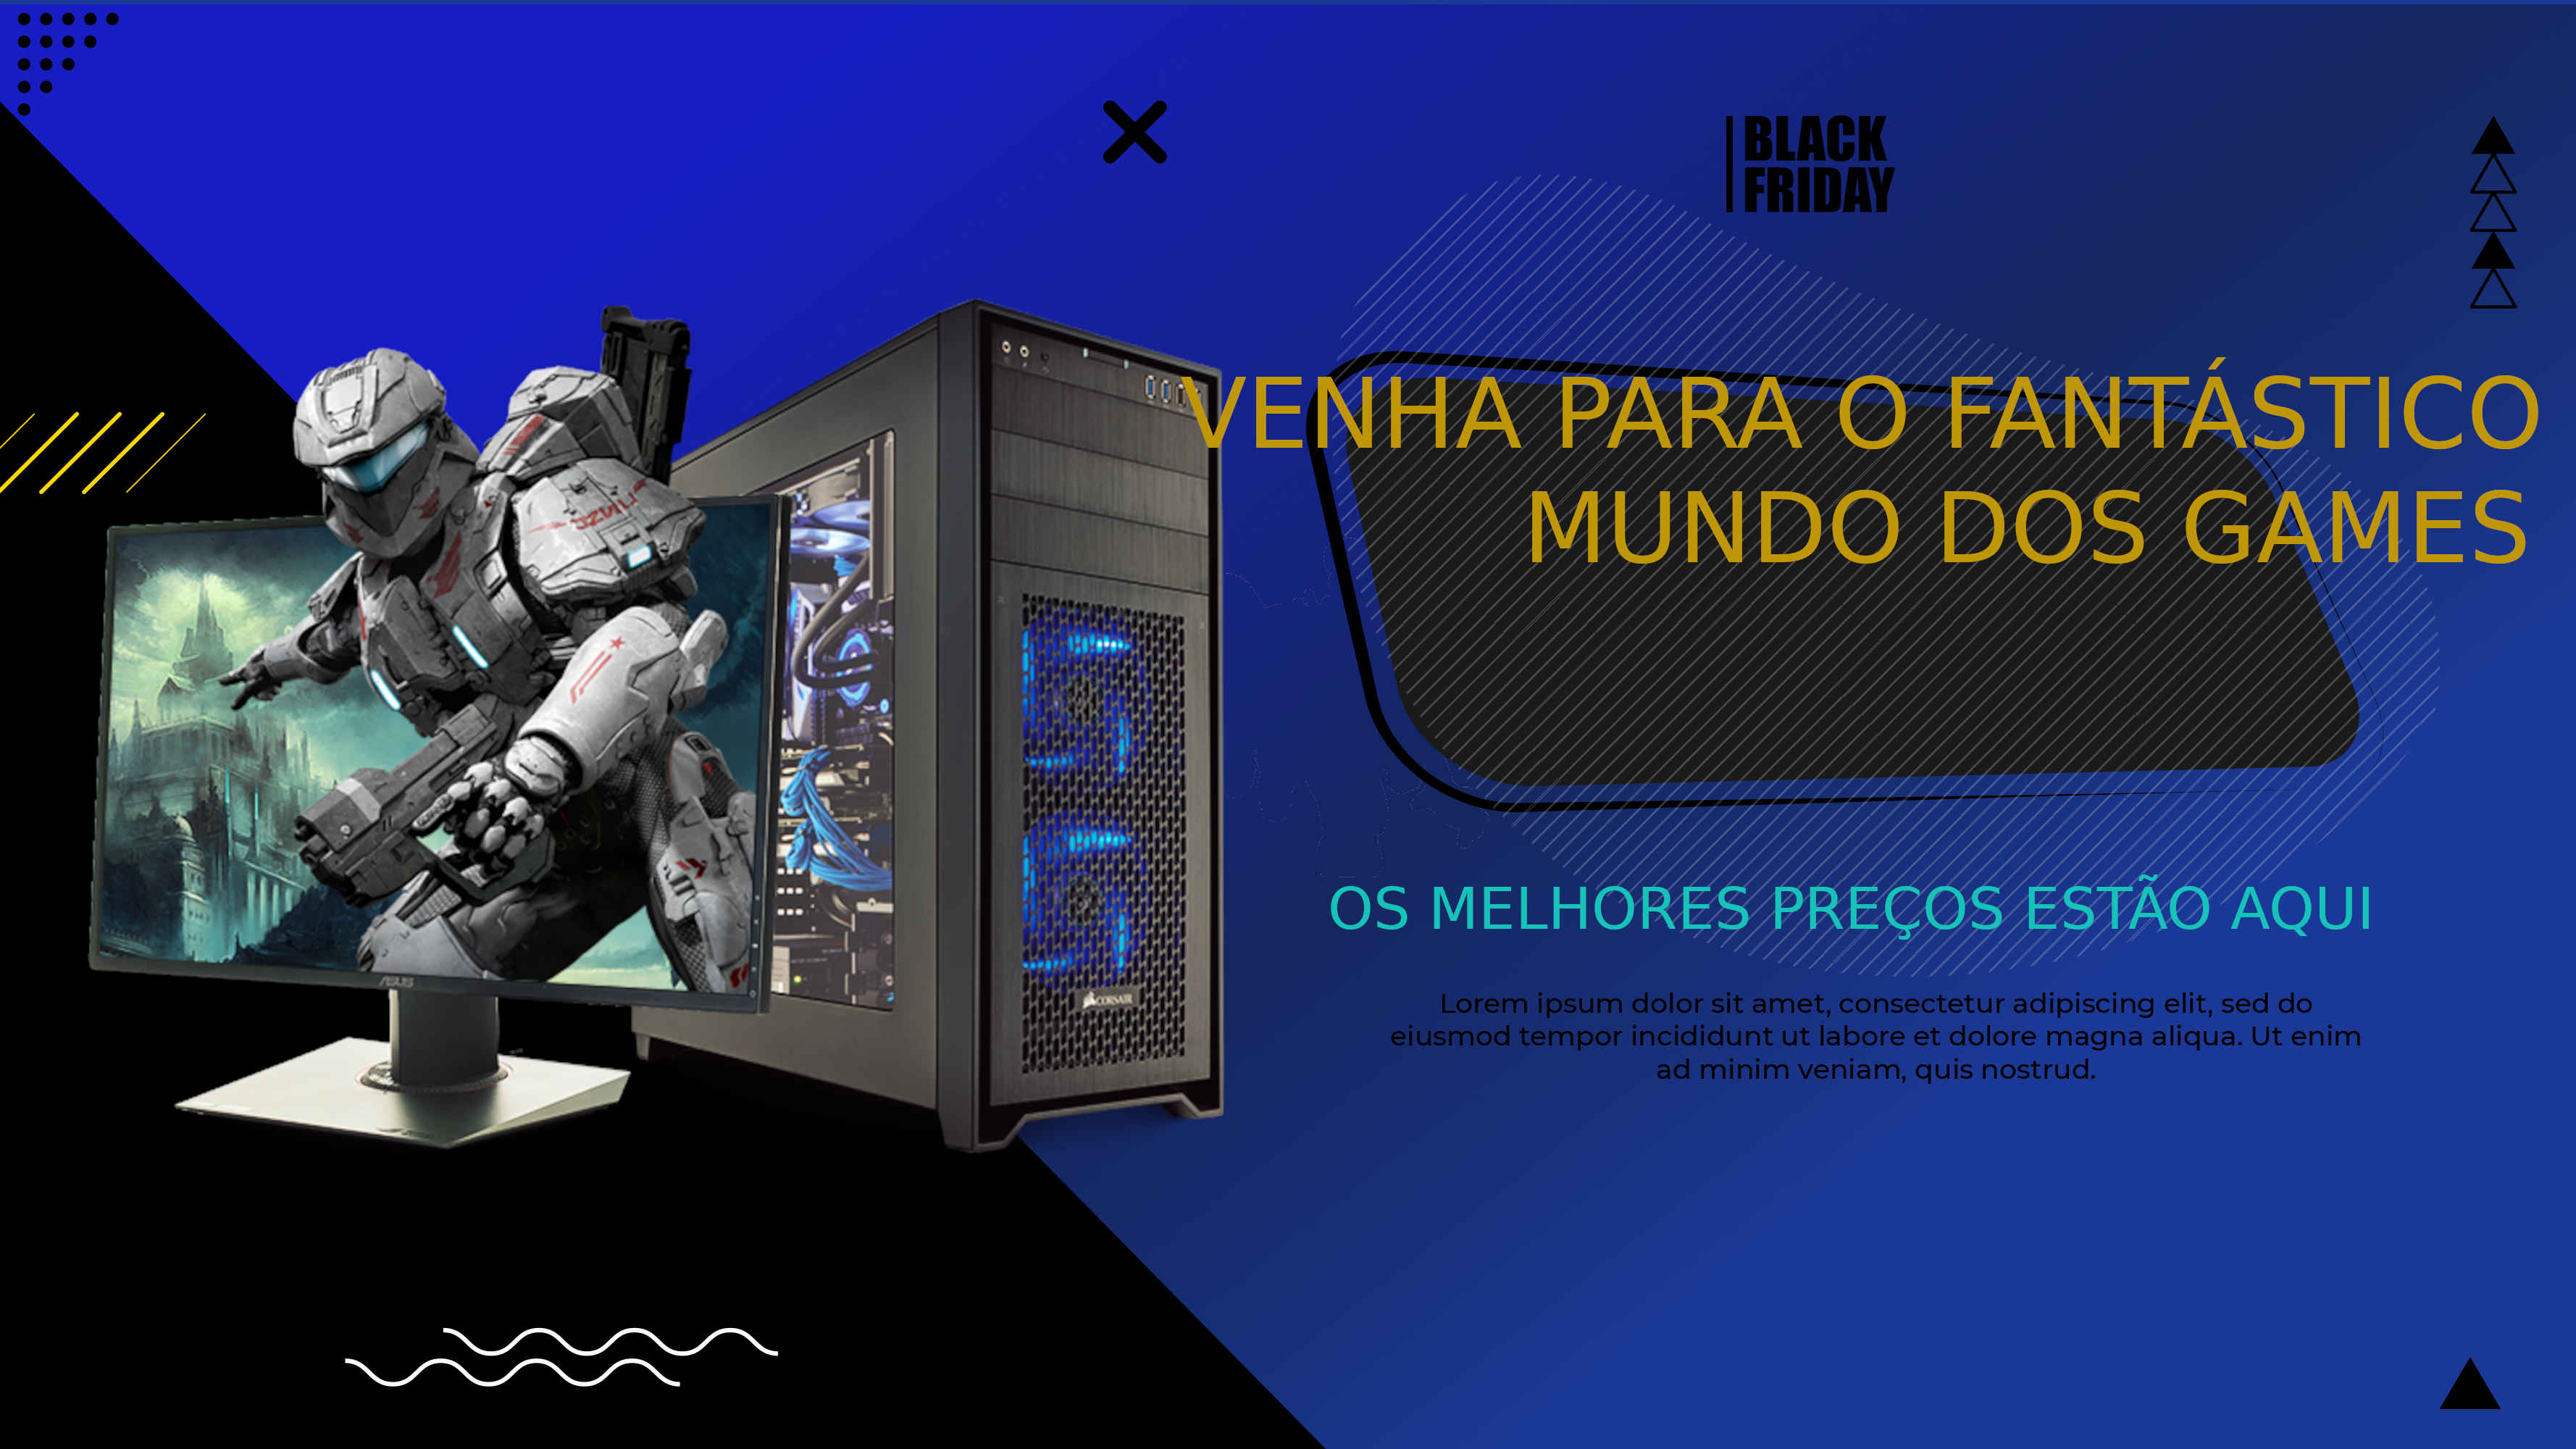 BLACK
FRIDAY
VENHA PARA O FANTÁSTICO
MUNDO DOS GAMES
OS MELHORES PREÇOS ESTÃO AQUI
Lorem ipsum dolor sit amet, consectetur adipiscing elit, sed do
eiusmod tempor incididunt ut labore et dolore magna aliqua. Ut enim
ad minim veniam, quis nostrud.
ASUS
CORSAIR